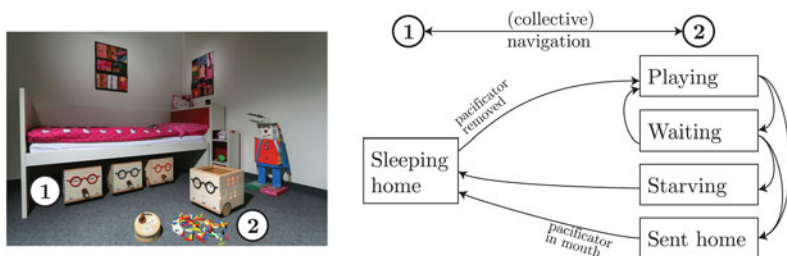 1
2
1
(collective)
navigation
2
pacificator
removed
Playing
Waiting
Sleeping
home
Starving
pacificator
in mouth
Sent home